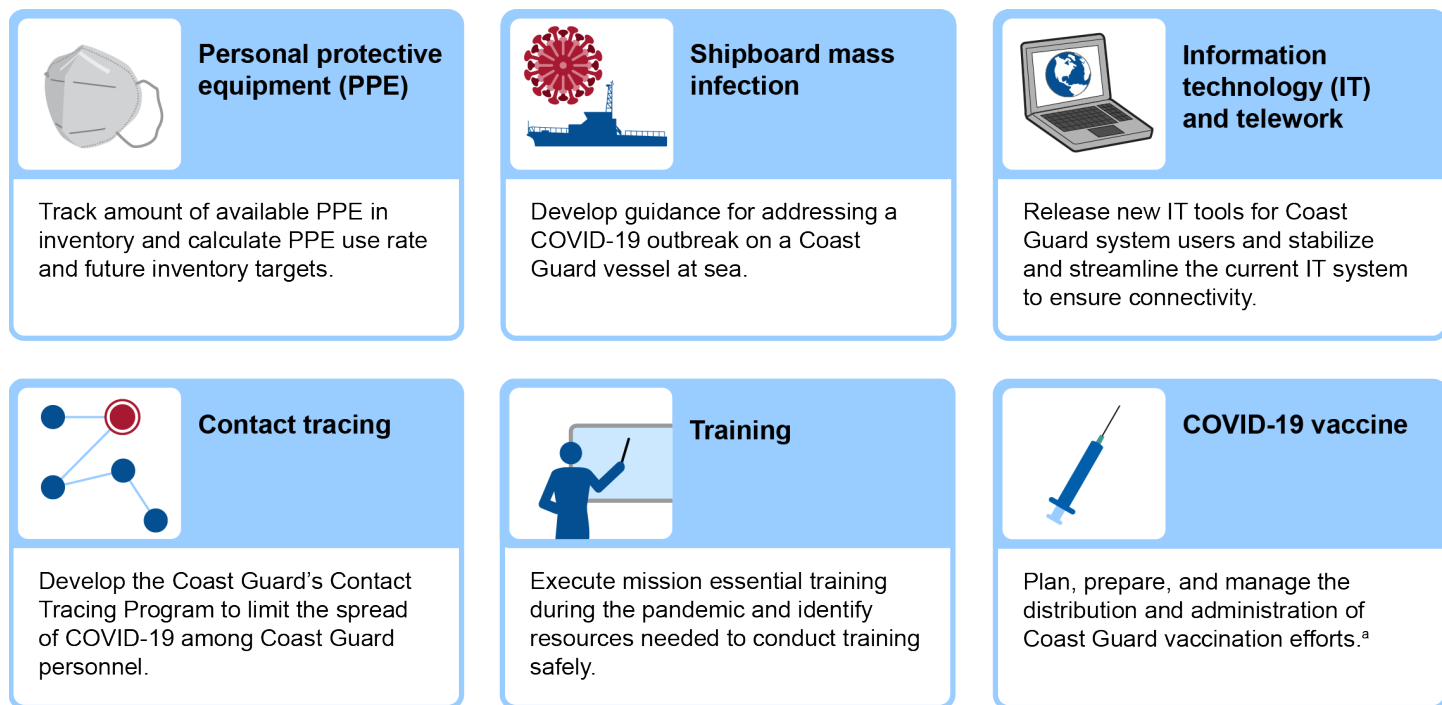 Personal protective
equipment (PPE)
Track amount of available PPE in
inventory and calculate PPE use rate
and future inventory targets.
Shipboard mass
infection
Develop guidance for addressing a
COVID-19 outbreak on a Coast
Guard vessel at sea.
Information
technology (IT)
and telework
Release new IT tools for Coast
Guard system users and stabilize
and streamline the current IT system
to ensure connectivity.
Contact tracing
Develop the Coast Guard’s Contact
Tracing Program to limit the spread
of COVID-19 among Coast Guard
personnel.
Training
Execute mission essential training
during the pandemic and identify
resources needed to conduct training
safely.
COVID-19 vaccine
Plan, prepare, and manage the
distribution and administration of
Coast Guard vaccination efforts.ᵃ